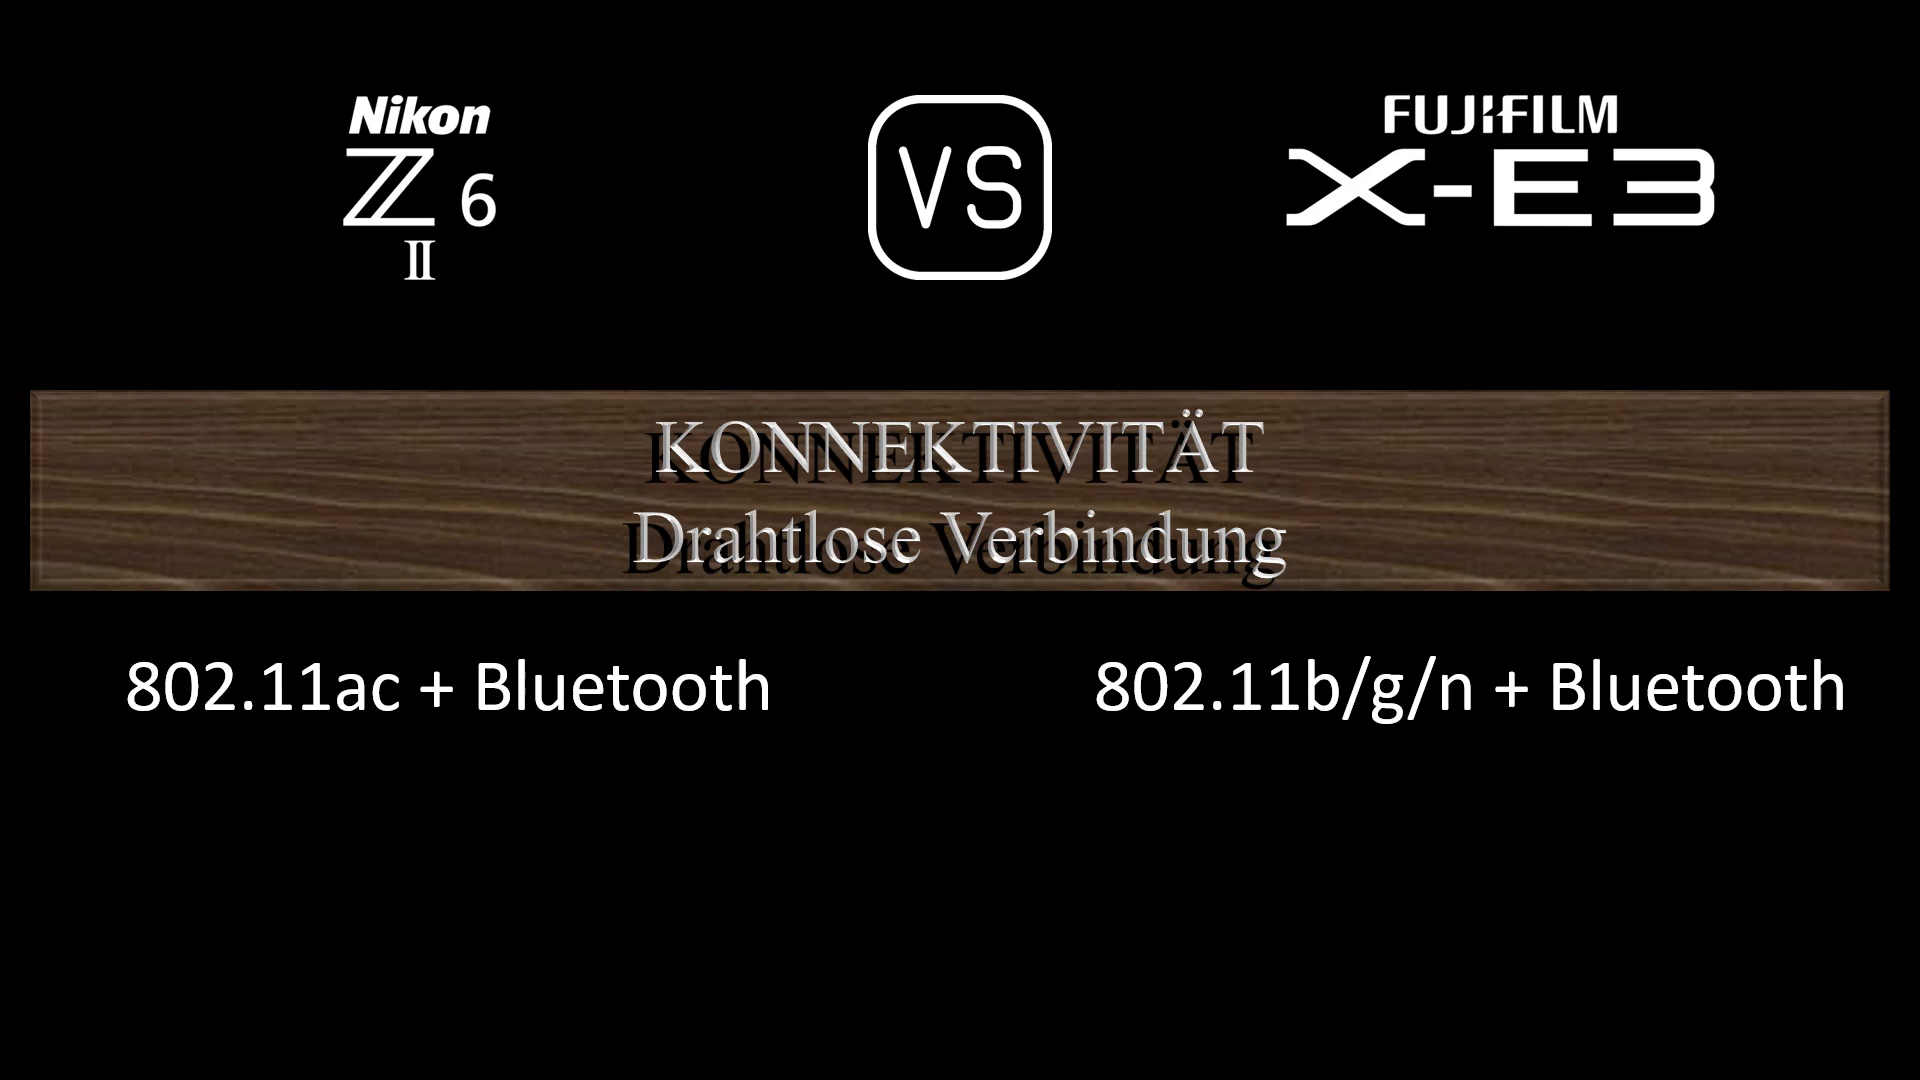 Nikon
Z 6
II
VS
FUJIFILM
X-E3
KONNEKTIVITÄT
Drahtlose Verbindung
802.11ac + Bluetooth
802.11b/g/n + Bluetooth